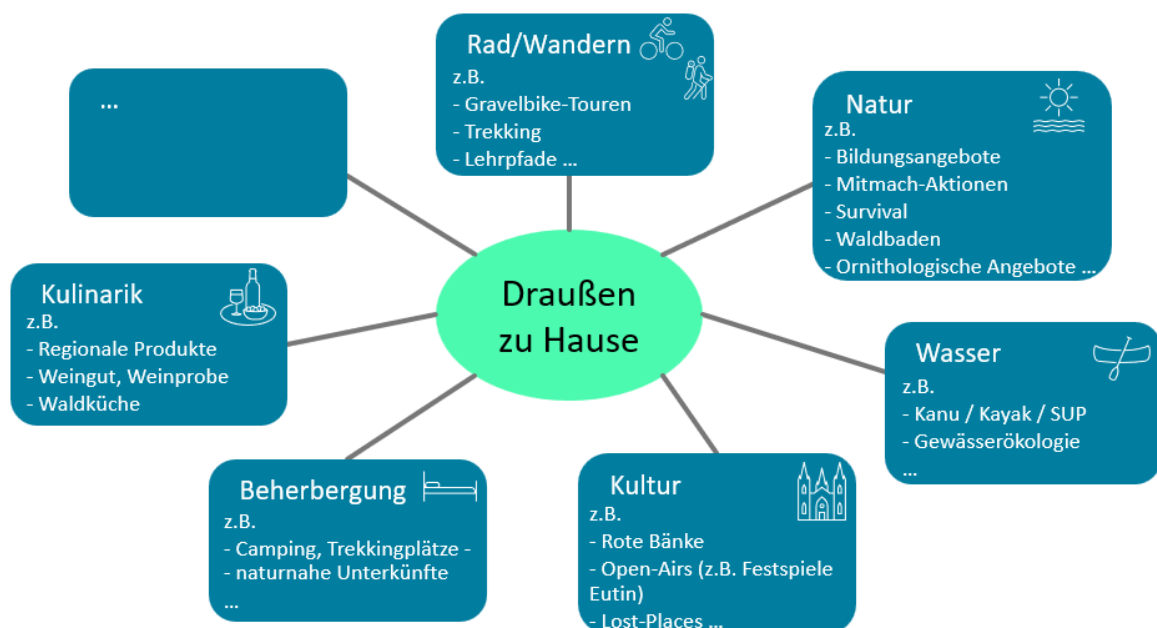 Rad/Wandern
z.B.
- Gravelbike-Touren
- Trekking
- Lehrpfade ...
...
Natur
z.B.
- Bildungsangebote
- Mitmach-Aktionen
- Survival
- Waldbaden
- Ornithologische Angebote ...
Draußen
zu Hause
Kulinarik
z.B.
- Regionale Produkte
- Weingut, Weinprobe
- Waldküche
Wasser
z.B.
- Kanu / Kayak / SUP
- Gewässerökologie
...
Beherbergung
z.B.
- Camping, Trekkingplätze -
- naturnahe Unterkünfte
...
Kultur
z.B.
- Rote Bänke
- Open-Airs (z.B. Festspiele
Eutin)
- Lost-Places ...